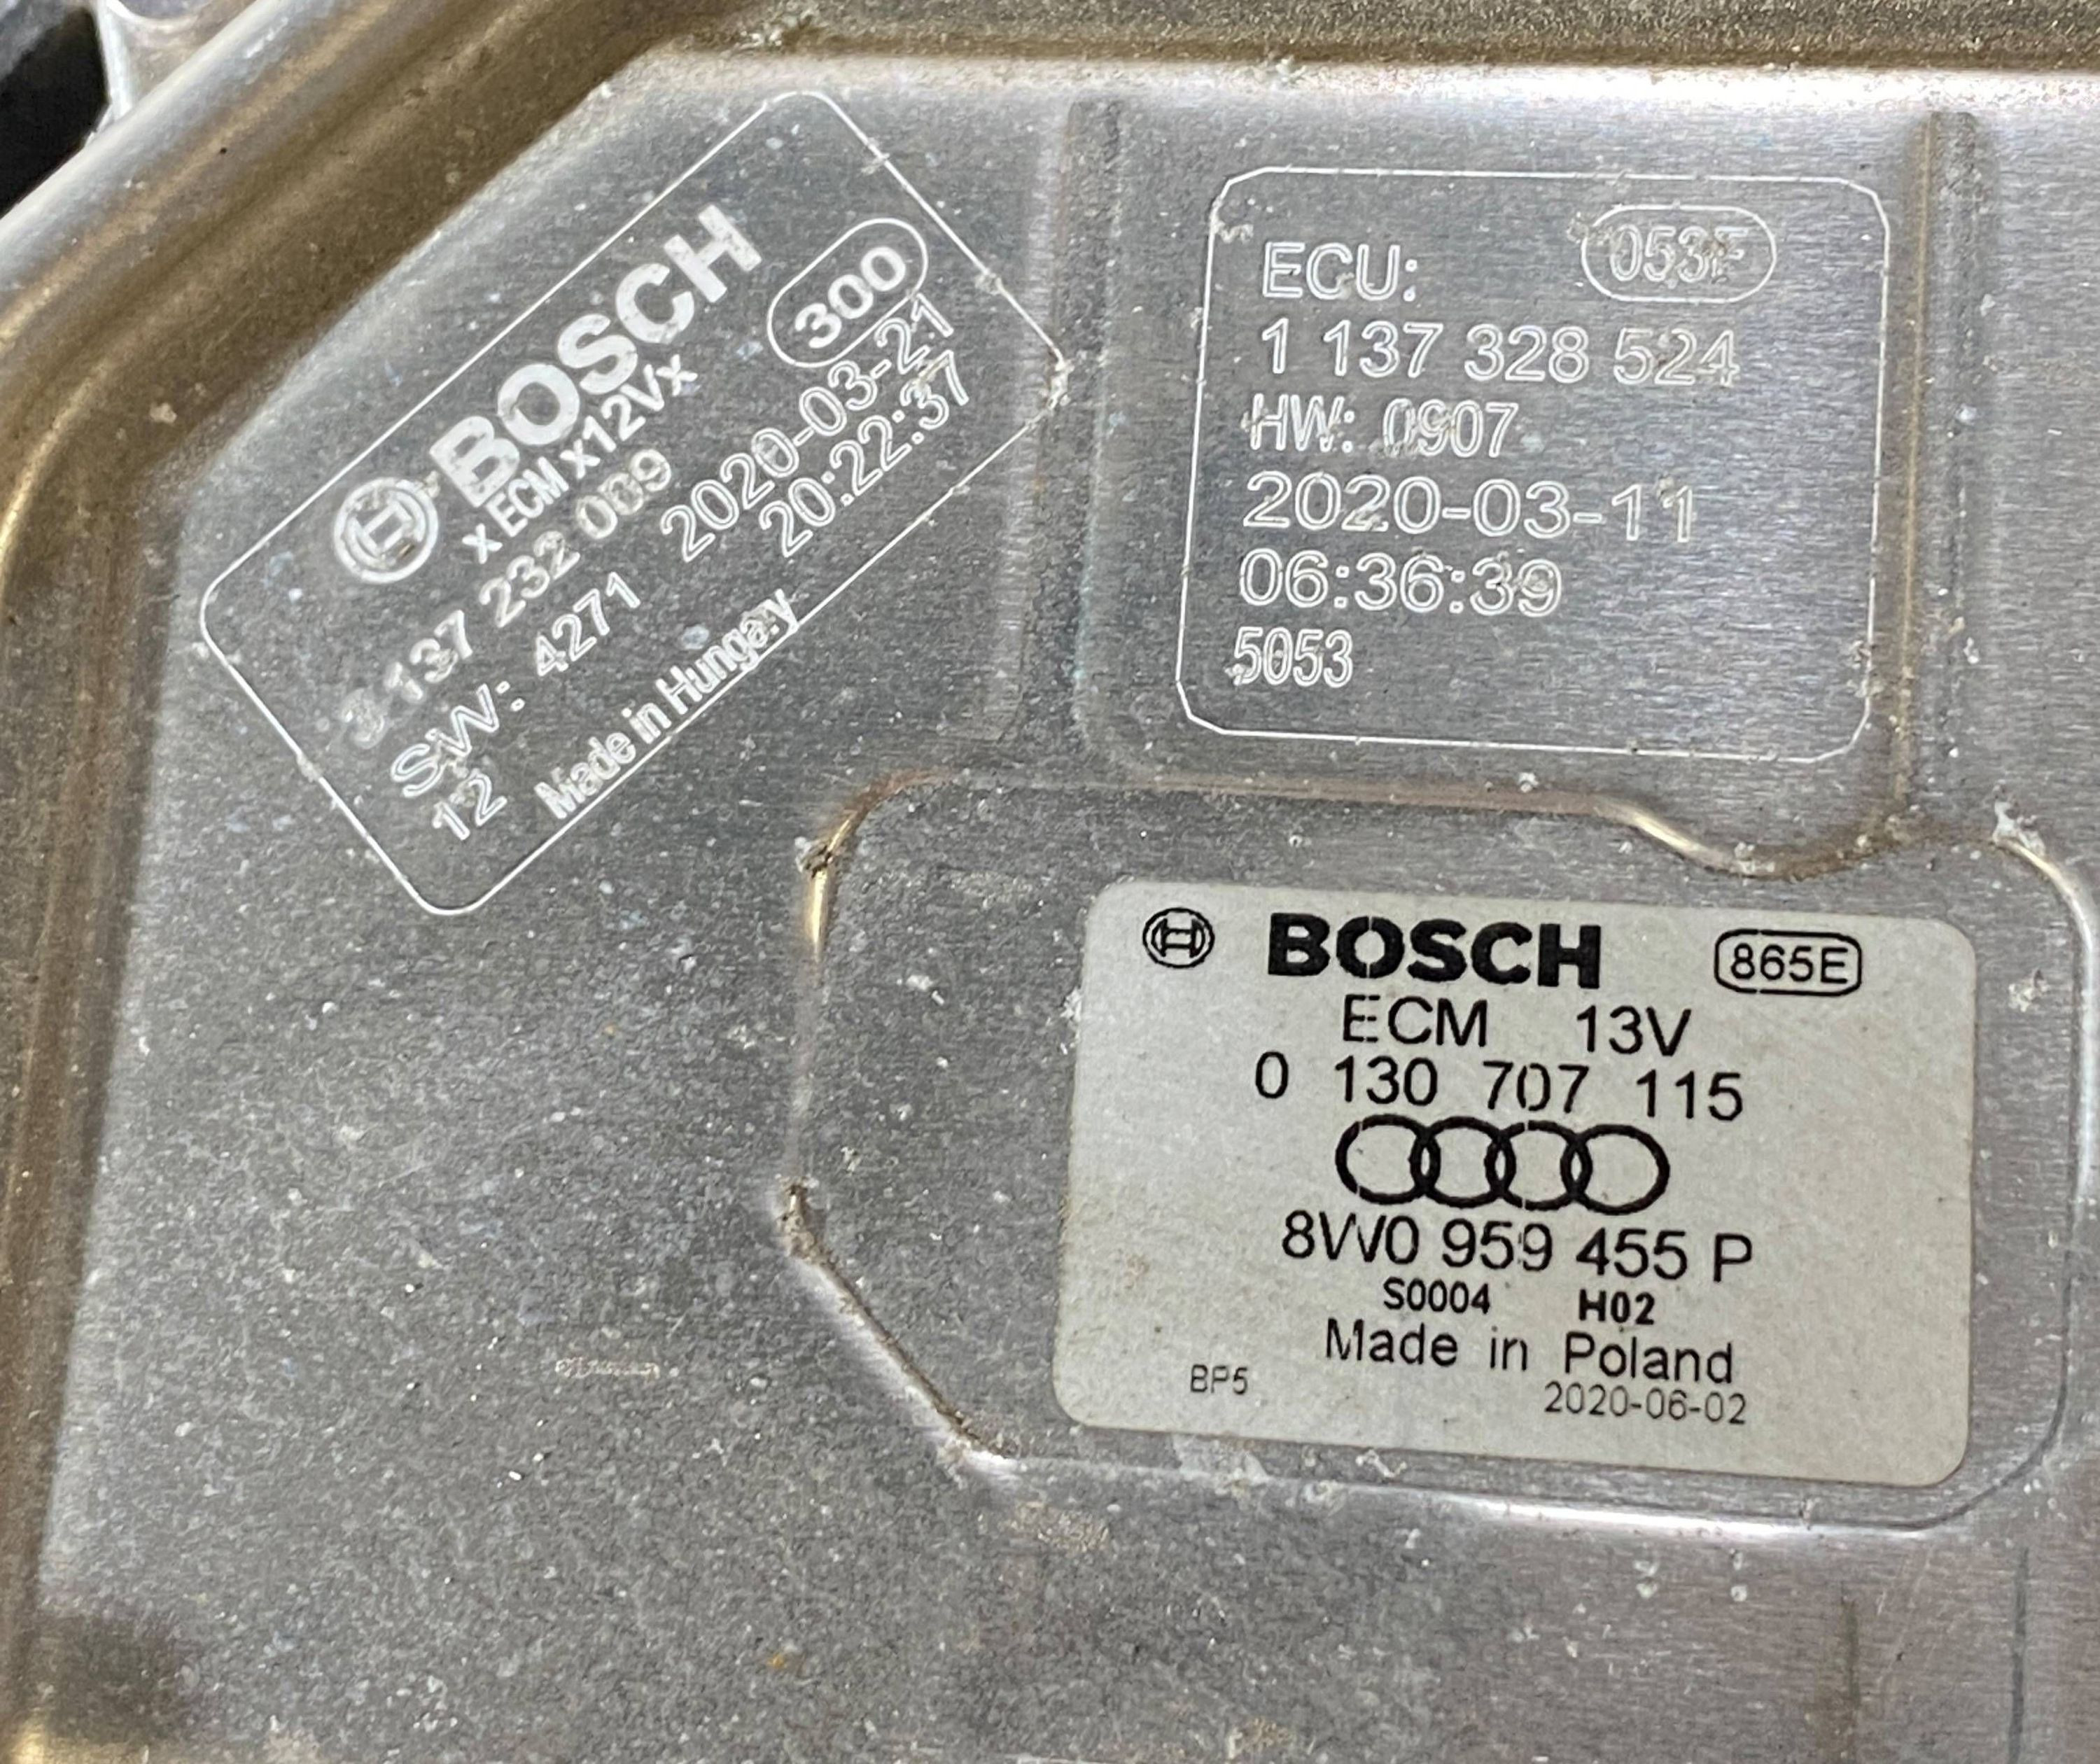 BOSCH
300
x ECM x12Vx
3 137 232 009
SW: 4271 2020-03-21
12 20:22:37
Made in Hungary
ECU: 053F
1 137 328 524
HW: 0907
2020-03-11
06:36:39
5053
BOSCH 865E
ECM 13V
0 130 707 115
8W0 959 455 P
S0004 H02
Made in Poland
BP5 2020-06-02